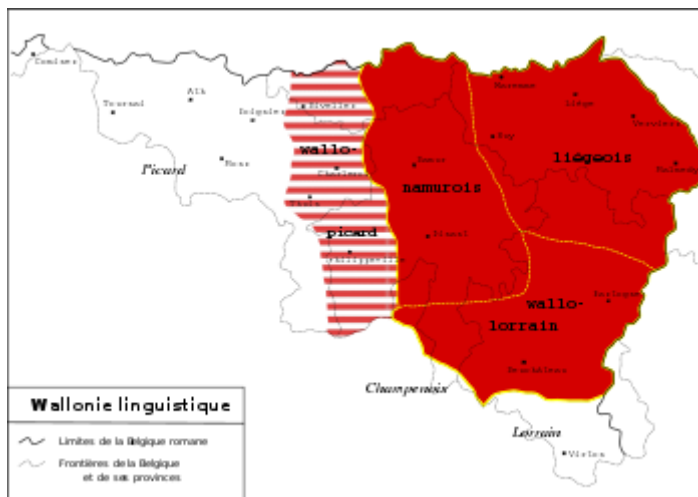 Comines
Ath
Tournai
Soignies
Nivelles
Mons
Picard
wallo-
picard
Thuin
Philippeville
Namur
namurois
Dinant
Waremme
Liège
Verviers
Huy
liégeois
Malmedy
Bastogne
wallo-
lorrain
Neufchâteau
Champenois
Lorrain
Virton
Wallonie linguistique
Limites de la Belgique romane
Frontières de la Belgique
et de ses provinces